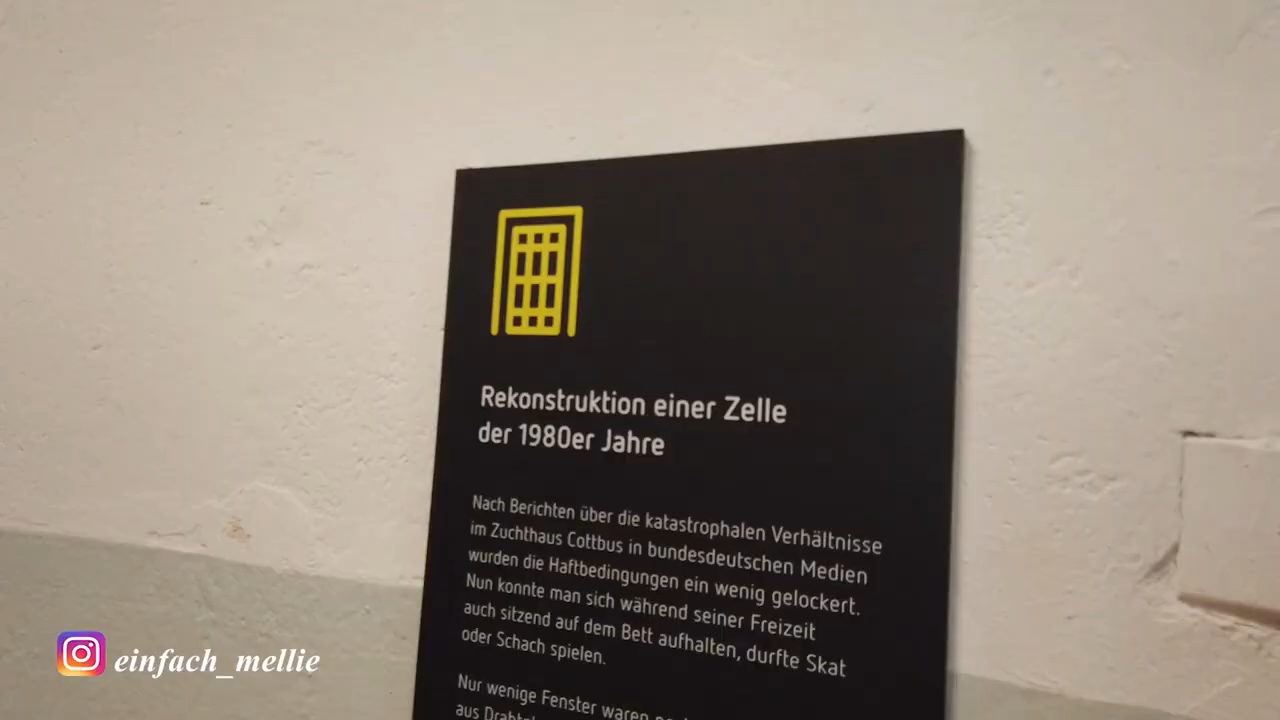 Rekonstruktion einer Zelle
der 1980er Jahre
Nach Berichten über die katastrophalen Verhältnisse
im Zuchthaus Cottbus in bundesdeutschen Medien
wurden die Haftbedingungen ein wenig gelockert.
Nun konnte man sich während seiner Freizeit
auch sitzend auf dem Bett aufhalten, durfte Skat
oder Schach spielen.
Nur wenige Fenster waren
aus
einfach_mellie